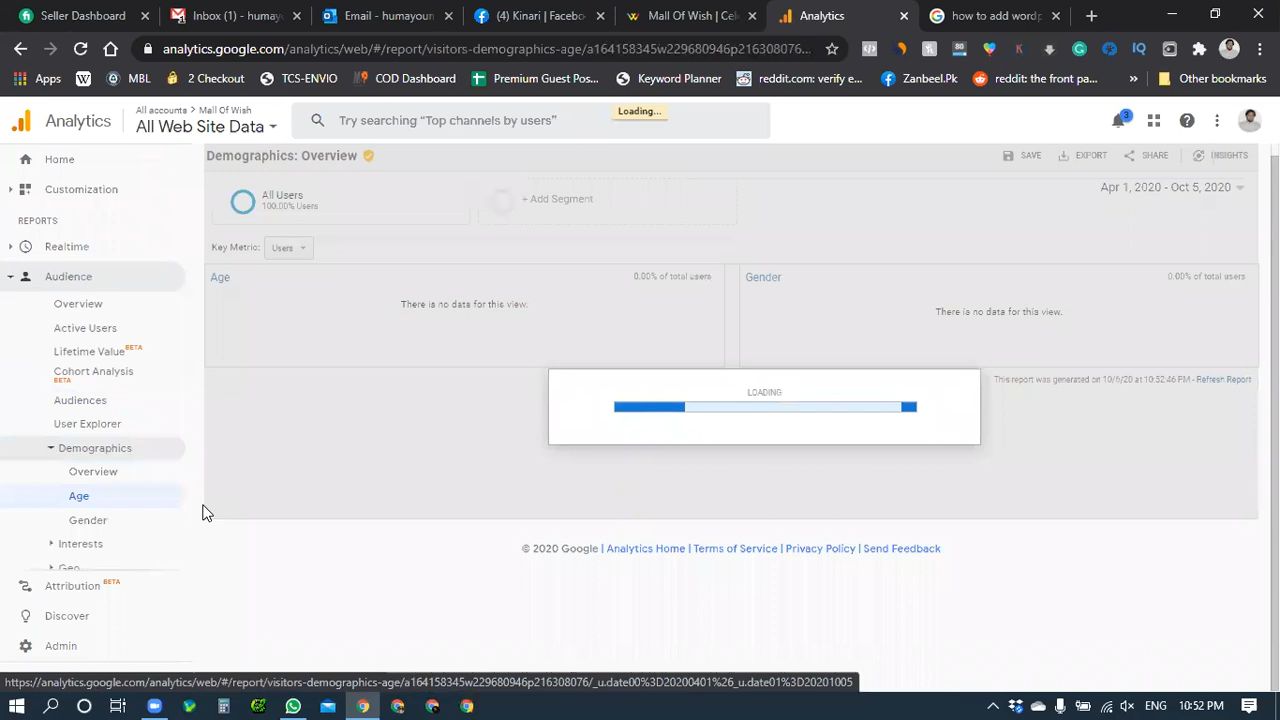 Seller Dashboard
Inbox () - humay
Email - humayoun
(4) Kinari | Facebo
Mall Of Wish | Cel
Analytics
how to add wordp
analytics.google.com/analytics/web/#/report/visitors-demographics-age/a164158345w229680946p216308076/...
Apps
MBL
2 Checkout
TCS-ENVIO
COD Dashboard
Premium Guest Pos...
Keyword Planner
reddit.com: verify e...
Zanbeel.Pk
reddit: the front pa...
Other bookmarks
Analytics
All accounts > Mall Of Wish
All Web Site Data
Try searching "Top channels by users"
Loading...
3
Home
Customization
REPORTS
Realtime
Audience
Overview
Active Users
Lifetime Value BETA
Cohort Analysis
BETA
Audiences
User Explorer
Demographics
Overview
Age
Gender
Interests
Geo
Attribution BETA
Discover
Admin
Demographics: Overview
SAVE
EXPORT
SHARE
INSIGHTS
All Users
100.00% Users
+ Add Segment
Apr 1, 2020 - Oct 5, 2020
Key Metric:
Users
Age
0.00% of total users
There is no data for this view.
Gender
0.00% of total users
There is no data for this view.
LOADING
This report was generated on 10/6/20 at 10:52:46 PM - Refresh Report
© 2020 Google | Analytics Home | Terms of Service | Privacy Policy | Send Feedback
https://analytics.google.com/analytics/web/#/report/visitors-demographics-age/a164158345w229680946p216308076/_u.date00%3D20200401%26_u.date01%3D20201005
ENG
10:52 PM